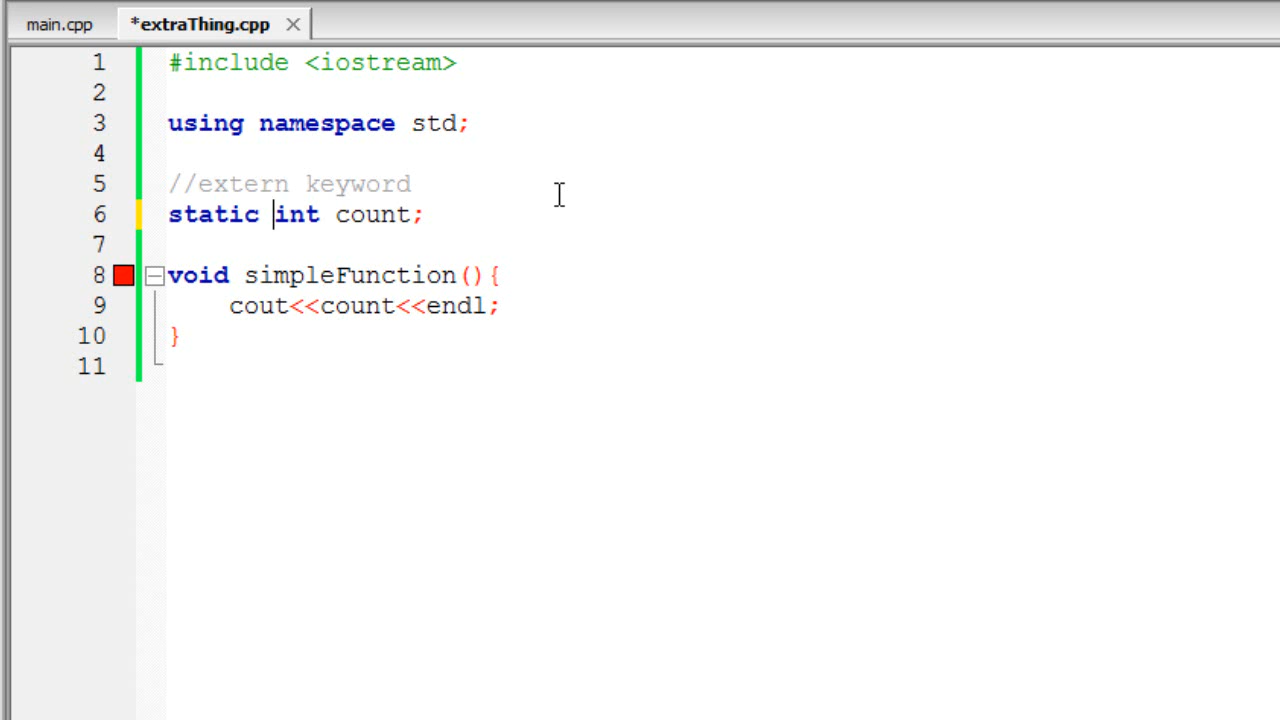 main.cpp *extraThing.cpp
1 #include <iostream>
2
3 using namespace std;
4
5 //extern keyword
6 static int count;
7
8 void simpleFunction(){
9 cout<<count<<endl;
10 }
11